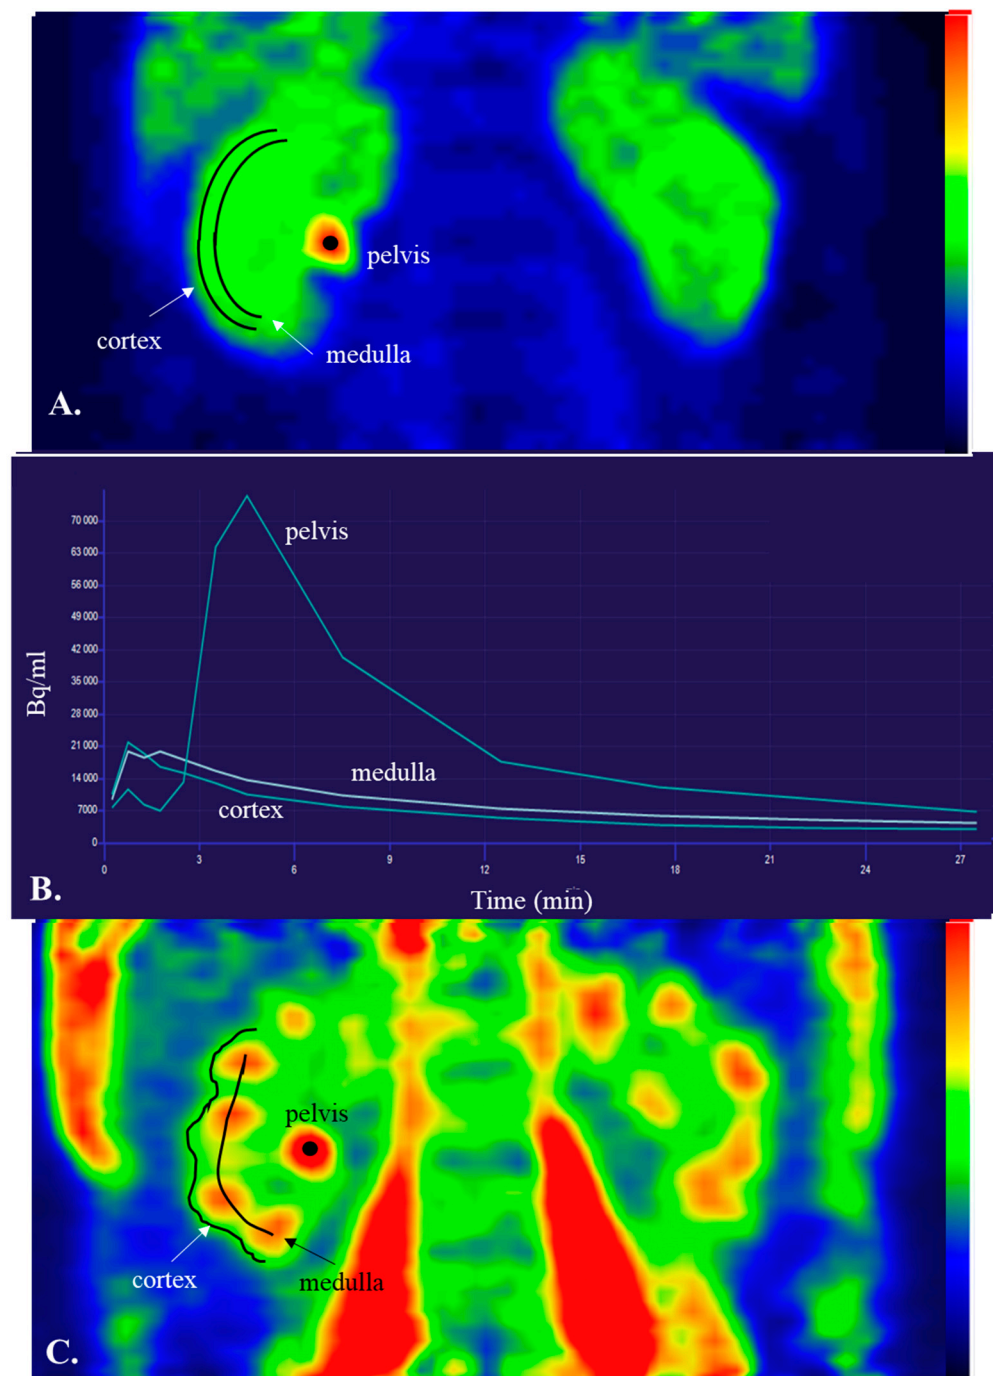 pelvis
cortex
medulla
A.
70 000
63 000
56 000
49 000
42 000
35 000
28 000
21 000
14 000
7000
0
Bq/ml
pelvis
medulla
cortex
0 3 6 9 12 15 18 21 24 27
B.
Time (min)
pelvis
cortex
medulla
C.